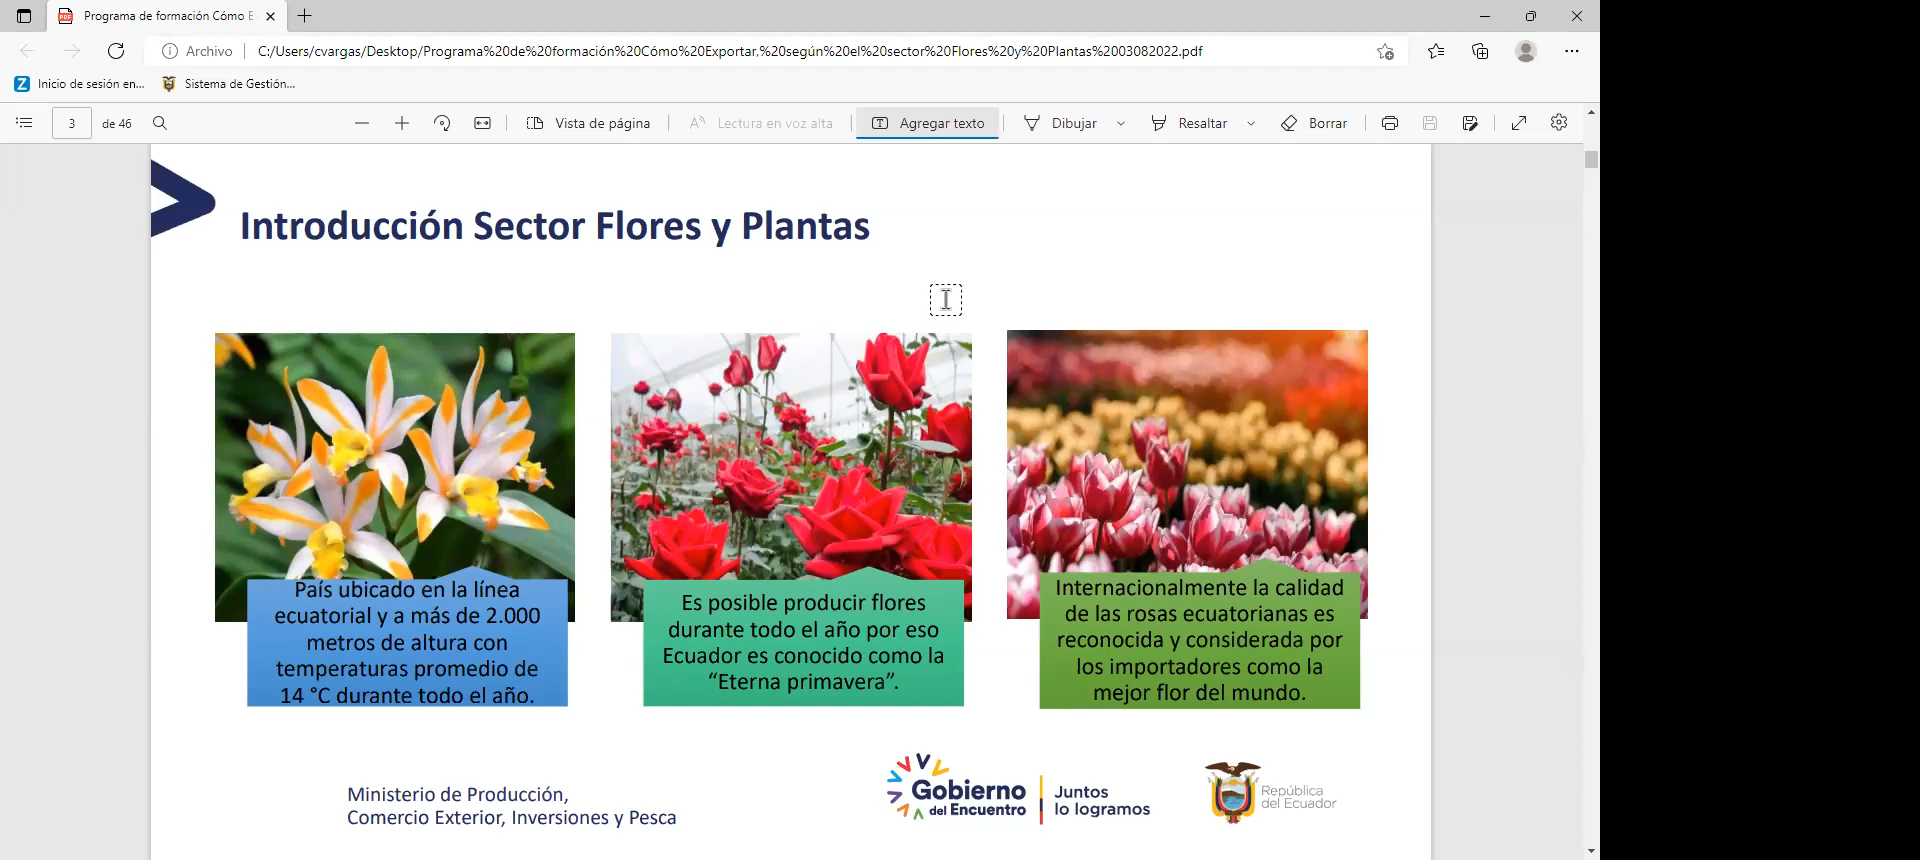 Programa de formación Cómo E
Archivo
C:/Users/cvargas/Desktop/Programa%20de%20formación%20Cómo%20Exportar,%20según%20el%20sector%20Flores%20y%20Plantas%2003082022.pdf
Inicio de sesión en...
Sistema de Gestión...
3
de 46
Vista de página
Lectura en voz alta
Agregar texto
Dibujar
Resaltar
Borrar
Introducción Sector Flores y Plantas
País ubicado en la línea
ecuatorial y a más de 2.000
metros de altura con
temperaturas promedio de
14 °C durante todo el año.
Es posible producir flores
durante todo el año por eso
Ecuador es conocido como la
“Eterna primavera”.
Internacionalmente la calidad
de las rosas ecuatorianas es
reconocida y considerada por
los importadores como la
mejor flor del mundo.
Ministerio de Producción,
Comercio Exterior, Inversiones y Pesca
Gobierno
del Encuentro
Juntos
lo logramos
República
del Ecuador